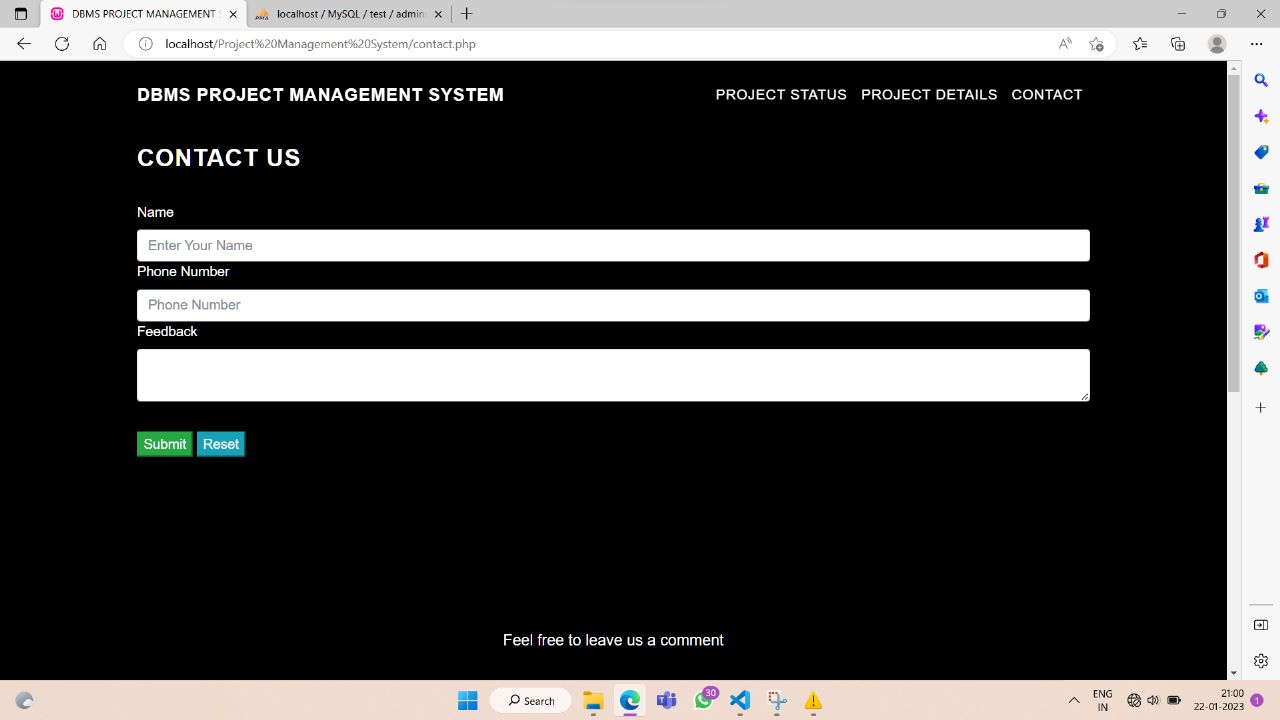 DBMS PROJECT MANAGEMENT S
localhost / MySQL / test / admin
localhost/Project%20Management%20System/contact.php
DBMS PROJECT MANAGEMENT SYSTEM
PROJECT STATUS PROJECT DETAILS CONTACT
CONTACT US
Name
Enter Your Name
Phone Number
Phone Number
Feedback
Submit Reset
Feel free to leave us a comment
Search
30
ENG
IN
21:00
22-01-2023
1